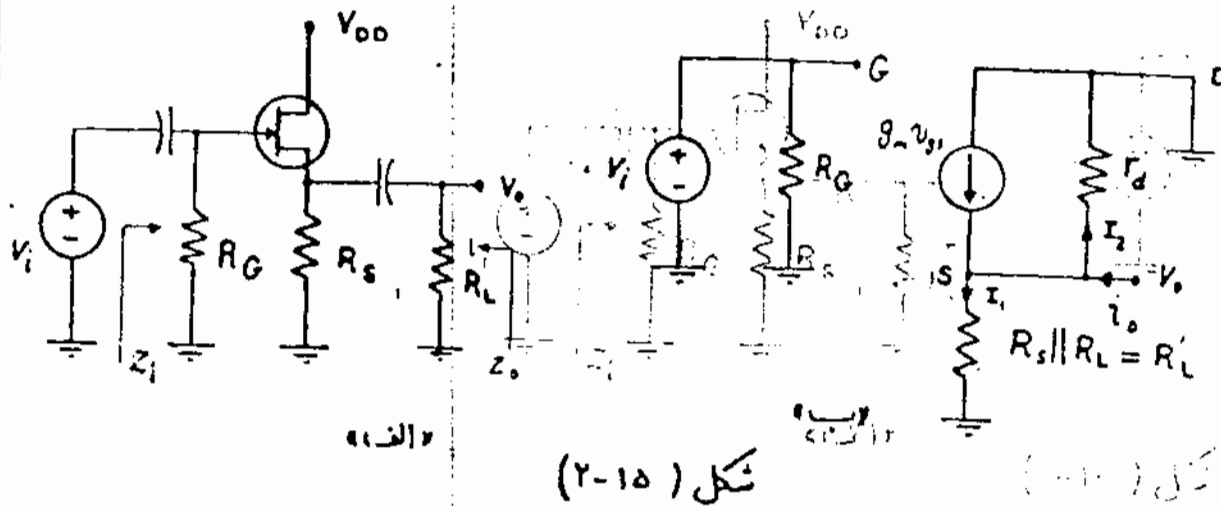 V_DD
V_i
Z_i
R_G
R_S
R_L
V_o
Z_o
«الف»
V_DD
G
V_i
R_G
R_S
g_m v_gs
r_d
I_2
S
I_1
V_o
i_o
R_S||R_L = R'_L
«ب»
شکل (۲-۱۵)